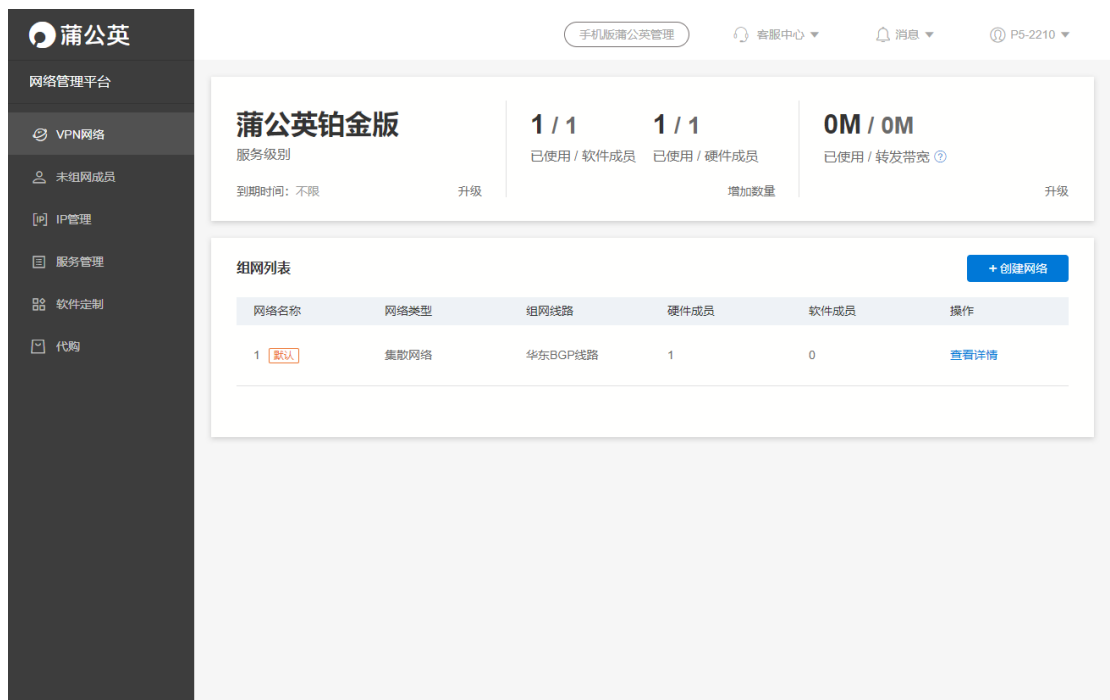 蒲公英
手机版蒲公英管理
客服中心
消息
P5-2210
网络管理平台
VPN网络
未组网成员
[IP] IP管理
服务管理
软件定制
代购
蒲公英铂金版
服务级别
到期时间：不限
升级
1 / 1
1 / 1
已使用 / 软件成员
已使用 / 硬件成员
增加数量
0M / 0M
已使用 / 转发带宽 ?
升级
组网列表
+ 创建网络
网络名称 网络类型 组网线路 硬件成员 软件成员 操作
1 默认 集散网络 华东BGP线路 1 0 查看详情